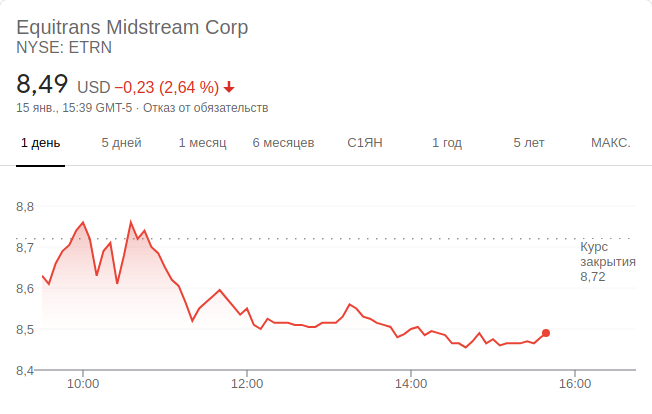 Equitrans Midstream Corp
NYSE: ETRN
8,49 USD −0,23 (2,64 %)
15 янв., 15:39 GMT-5 · Отказ от обязательств
1 день 5 дней 1 месяц 6 месяцев С1ЯН 1 год 5 лет МАКС.
8,8
8,7
Курс
закрытия
8,72
8,6
8,5
8,4
10:00 12:00 14:00 16:00